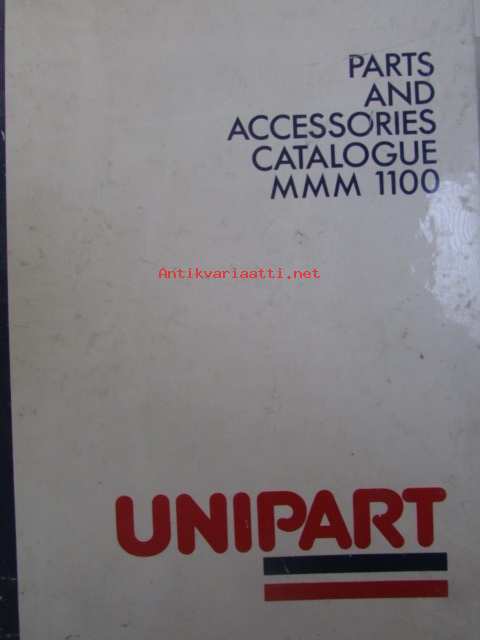 PARTS
AND
ACCESSORIES
CATALOGUE
MMM 1100
Antikvariaatti.net
UNIPART